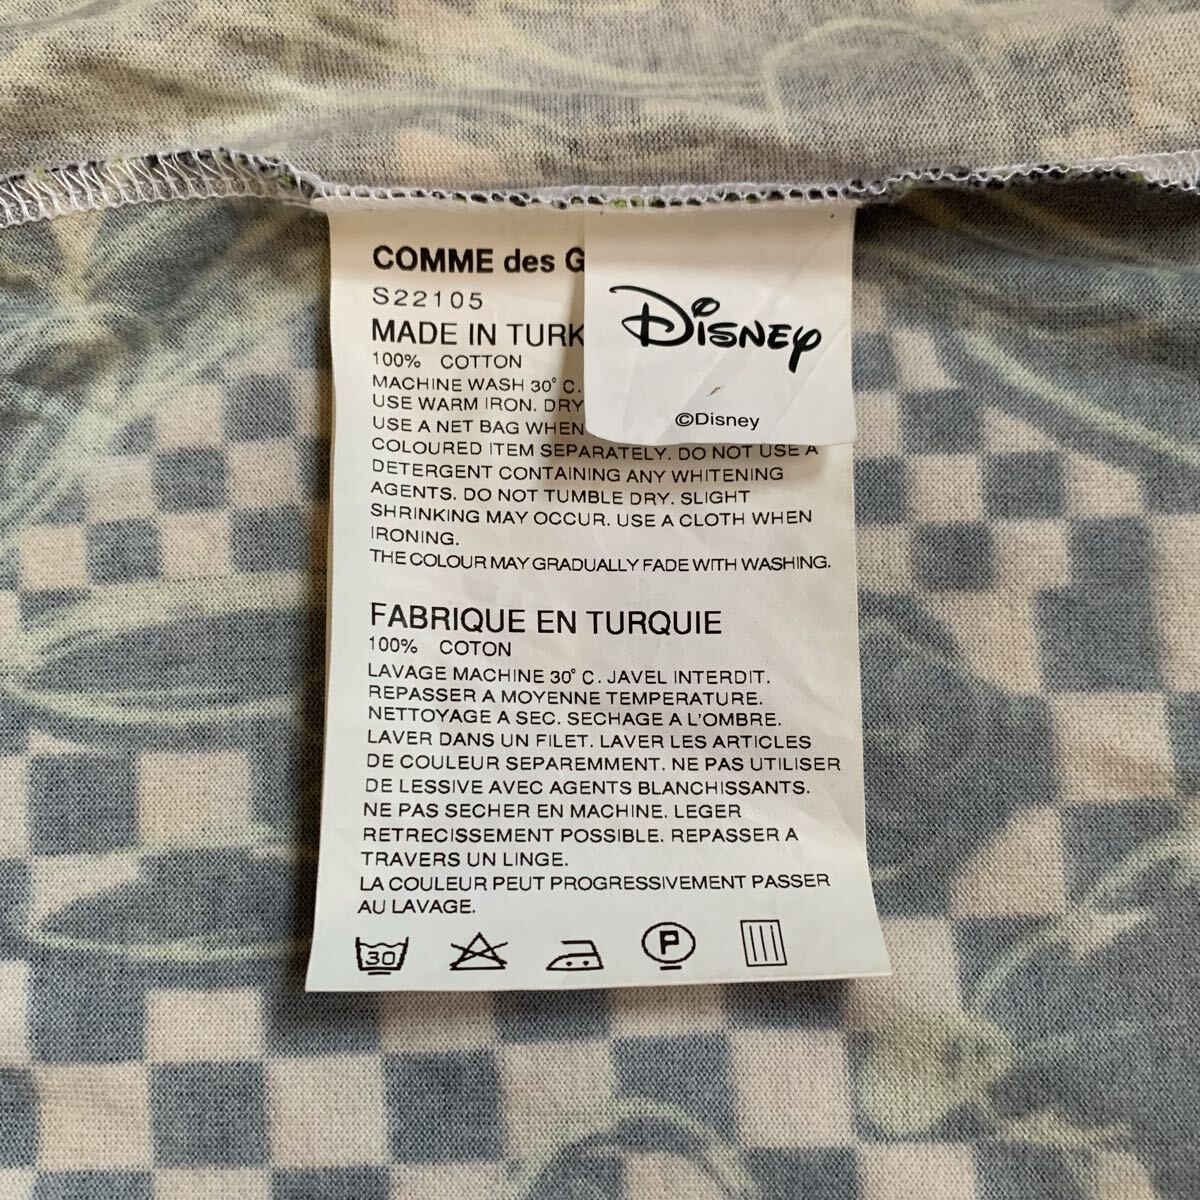 COMME des G
S22105
MADE IN TURK
100% COTTON
MACHINE WASH 30° C.
USE WARM IRON. DRY
USE A NET BAG WHEN
COLOURED ITEM SEPARATELY. DO NOT USE A
DETERGENT CONTAINING ANY WHITENING
AGENTS. DO NOT TUMBLE DRY. SLIGHT
SHRINKING MAY OCCUR. USE A CLOTH WHEN
IRONING.
THE COLOUR MAY GRADUALLY FADE WITH WASHING.
Disney
©Disney
FABRIQUE EN TURQUIE
100% COTON
LAVAGE MACHINE 30° C. JAVEL INTERDIT.
REPASSER A MOYENNE TEMPERATURE.
NETTOYAGE A SEC. SECHAGE A L'OMBRE.
LAVER DANS UN FILET. LAVER LES ARTICLES
DE COULEUR SEPAREMMENT. NE PAS UTILISER
DE LESSIVE AVEC AGENTS BLANCHISSANTS.
NE PAS SECHER EN MACHINE. LEGER
RETRECISSEMENT POSSIBLE. REPASSER A
TRAVERS UN LINGE.
LA COULEUR PEUT PROGRESSIVEMENT PASSER
AU LAVAGE.
30 P